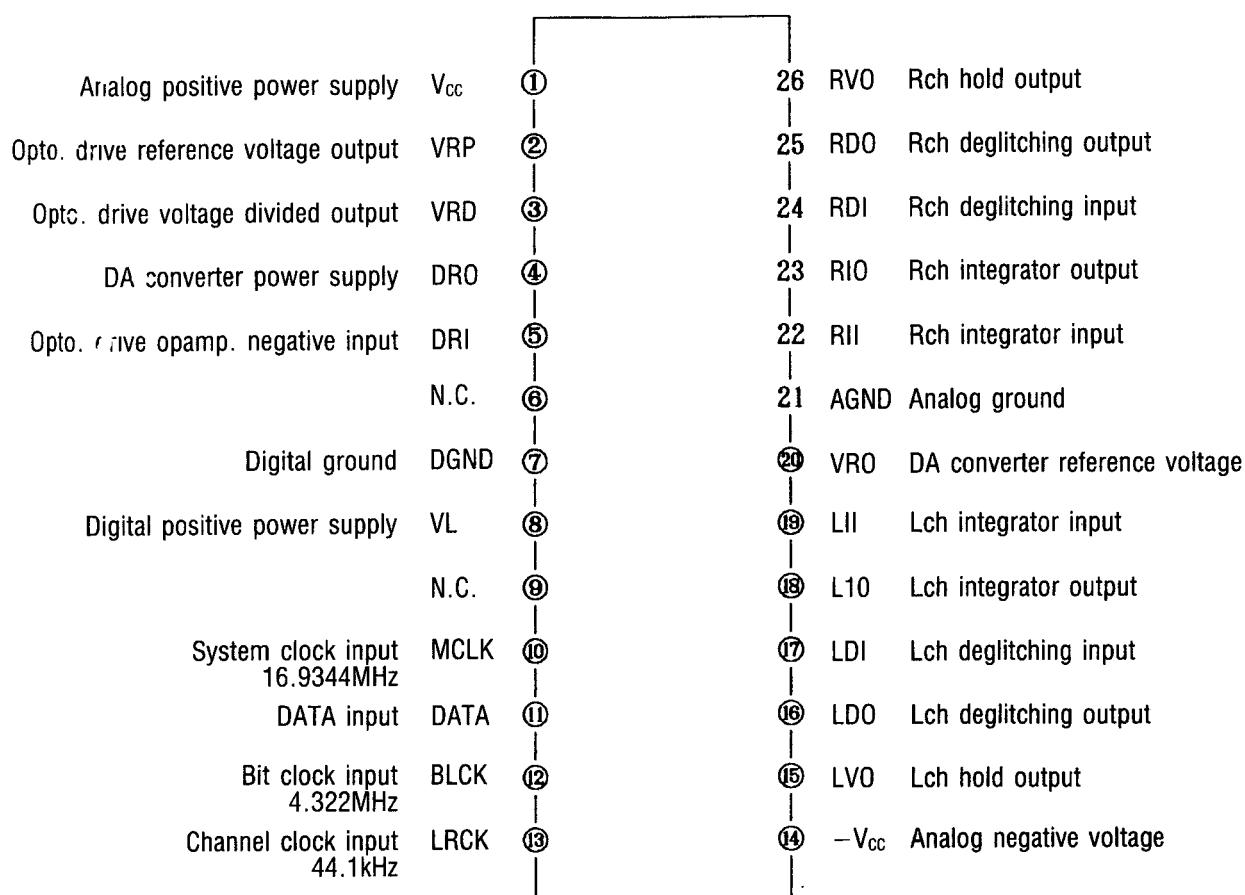 Analog positive power supply Vcc ①
Opto. drive reference voltage output VRP ②
Opto. drive voltage divided output VRD ③
DA converter power supply DRO ④
Opto. drive opamp. negative input DRI ⑤
N.C. ⑥
Digital ground DGND ⑦
Digital positive power supply VL ⑧
N.C. ⑨
System clock input MCLK ⑩
16.9344MHz
DATA input DATA ⑪
Bit clock input BLCK ⑫
4.322MHz
Channel clock input LRCK ⑬
44.1kHz
26 RVO Rch hold output
25 RDO Rch deglitching output
24 RDI Rch deglitching input
23 RIO Rch integrator output
22 RII Rch integrator input
21 AGND Analog ground
⑳ VRO DA converter reference voltage
⑲ LII Lch integrator input
⑱ L10 Lch integrator output
⑰ LDI Lch deglitching input
⑯ LDO Lch deglitching output
⑮ LVO Lch hold output
⑭ −Vcc Analog negative voltage